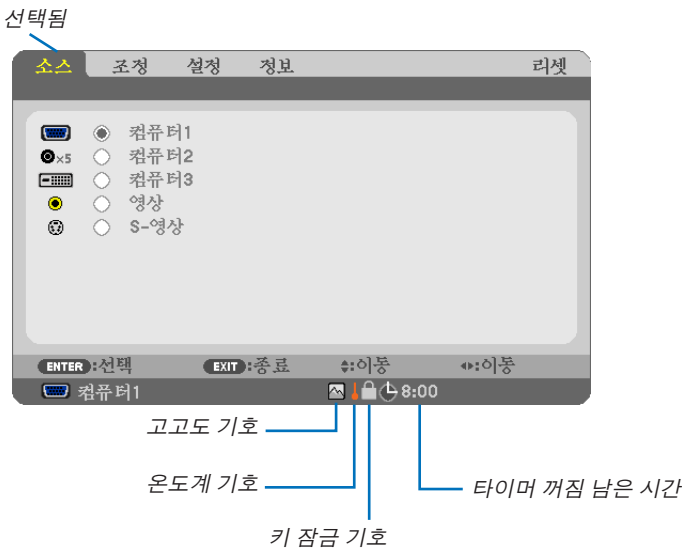 선택됨
소스 조정 설정 정보 리셋
컴퓨터1
×5 컴퓨터2
컴퓨터3
영상
S-영상
ENTER :선택 EXIT :종료 :이동 :이동
컴퓨터1 8:00
고고도 기호
온도계 기호 타이머 꺼짐 남은 시간
키 잠금 기호